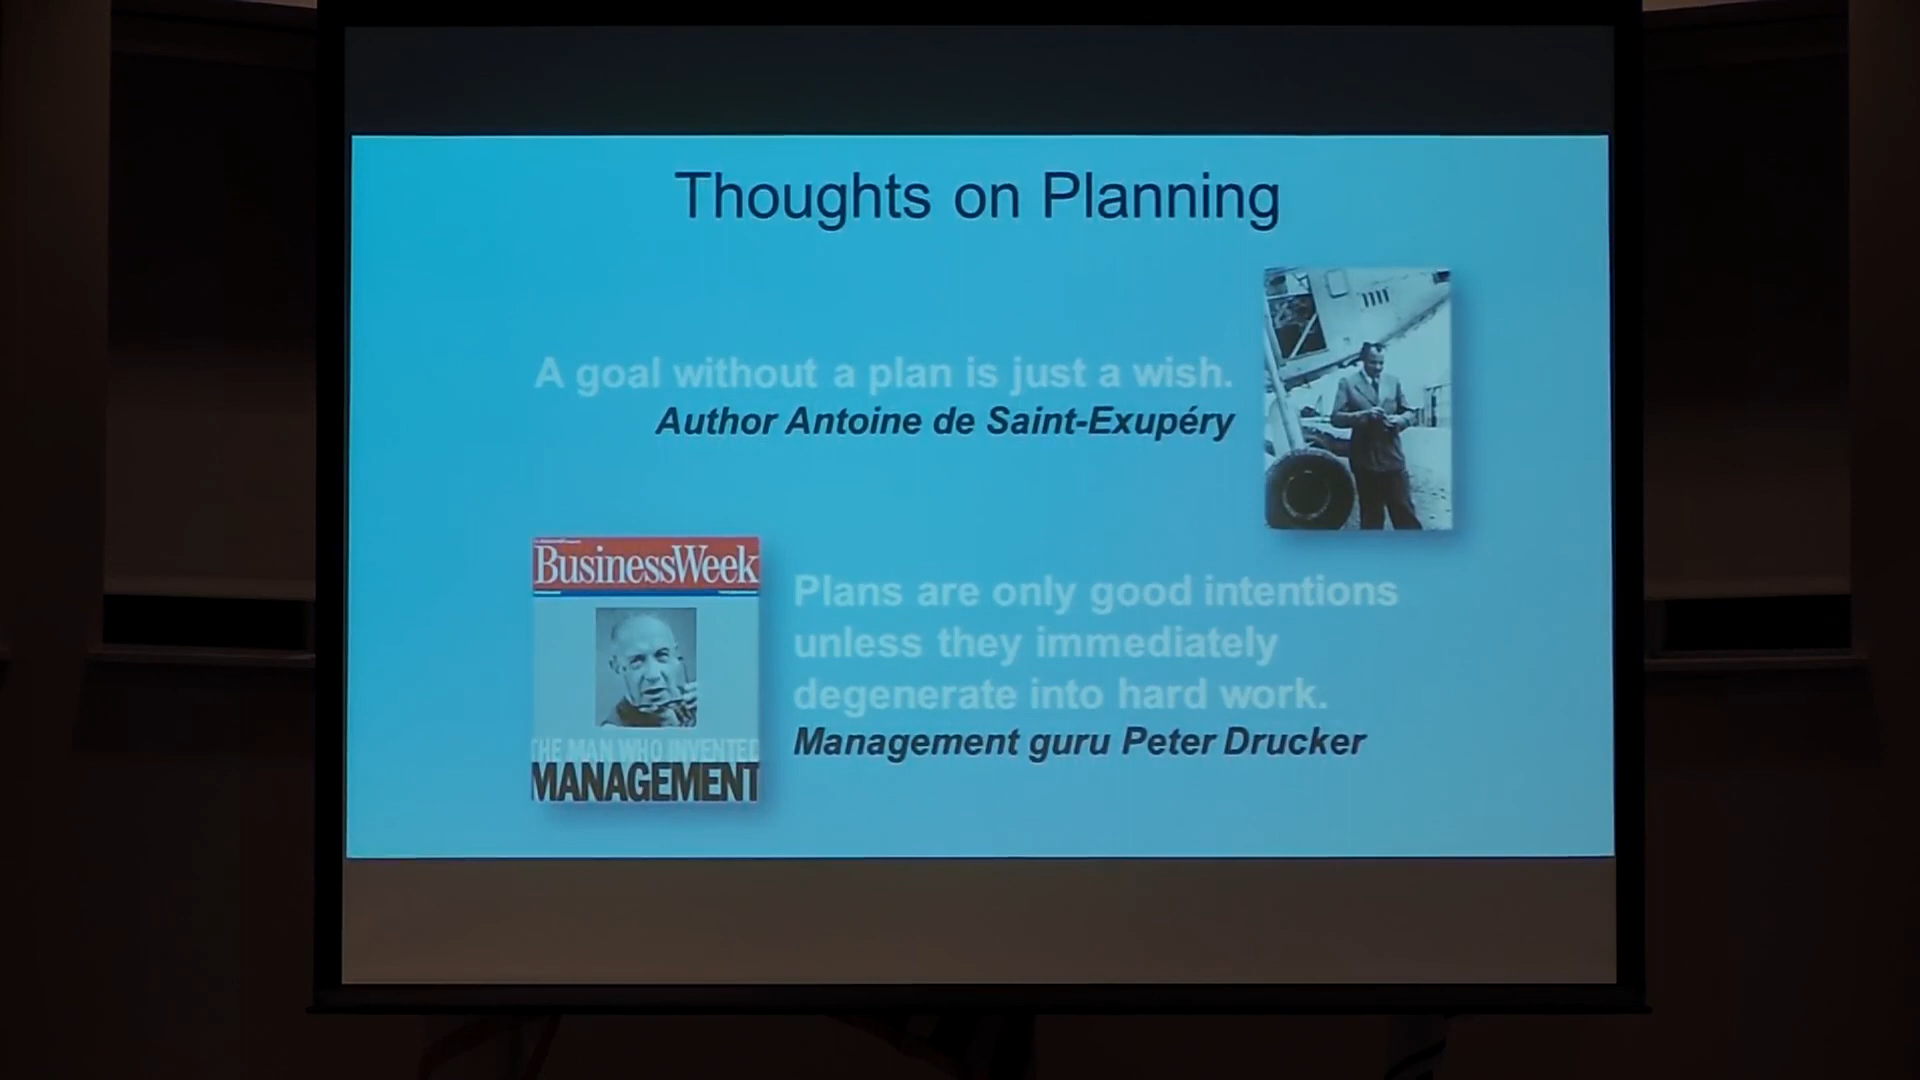 Thoughts on Planning
A goal without a plan is just a wish.
Author Antoine de Saint-Exupéry
BusinessWeek
THE MAN WHO INVENTED
MANAGEMENT
Plans are only good intentions
unless they immediately
degenerate into hard work.
Management guru Peter Drucker